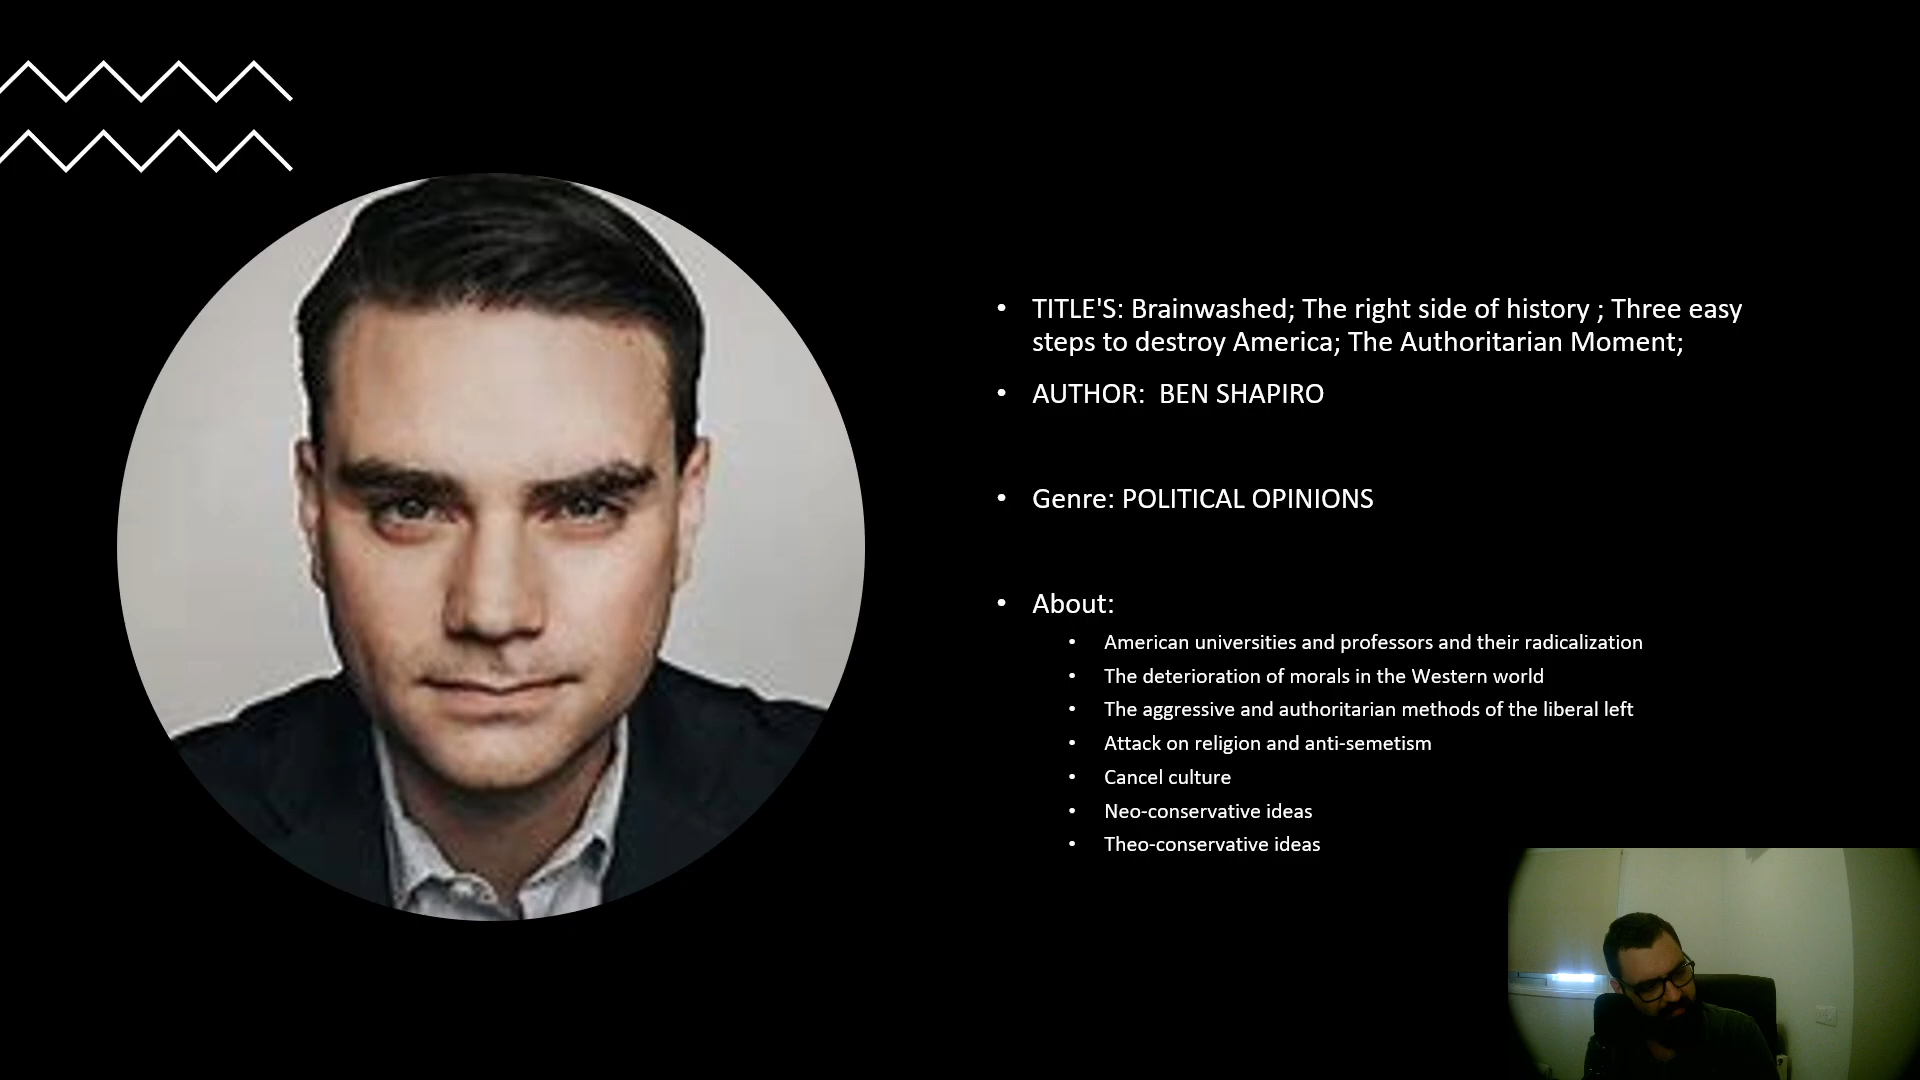 TITLE'S: Brainwashed; The right side of history ; Three easy
steps to destroy America; The Authoritarian Moment;
AUTHOR:  BEN SHAPIRO
Genre: POLITICAL OPINIONS
About:
American universities and professors and their radicalization
The deterioration of morals in the Western world
The aggressive and authoritarian methods of the liberal left
Attack on religion and anti-semetism
Cancel culture
Neo-conservative ideas
Theo-conservative ideas